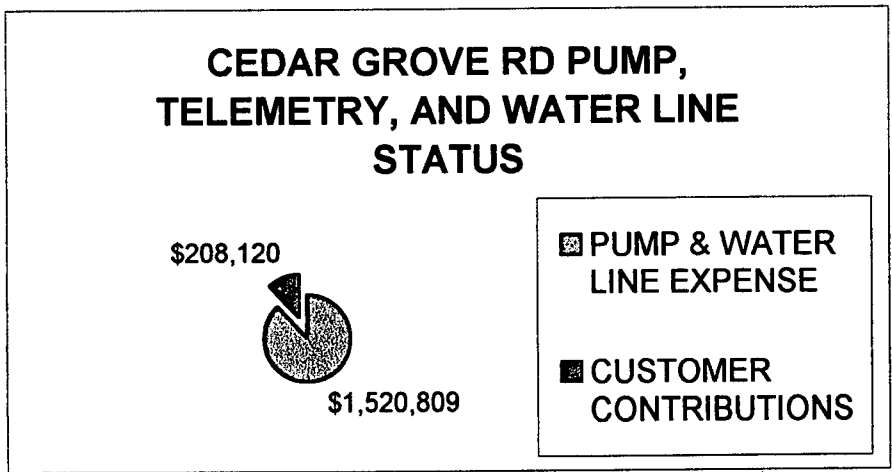 CEDAR GROVE RD PUMP,
TELEMETRY, AND WATER LINE
STATUS
$208,120
$1,520,809
PUMP & WATER
LINE EXPENSE
CUSTOMER
CONTRIBUTIONS